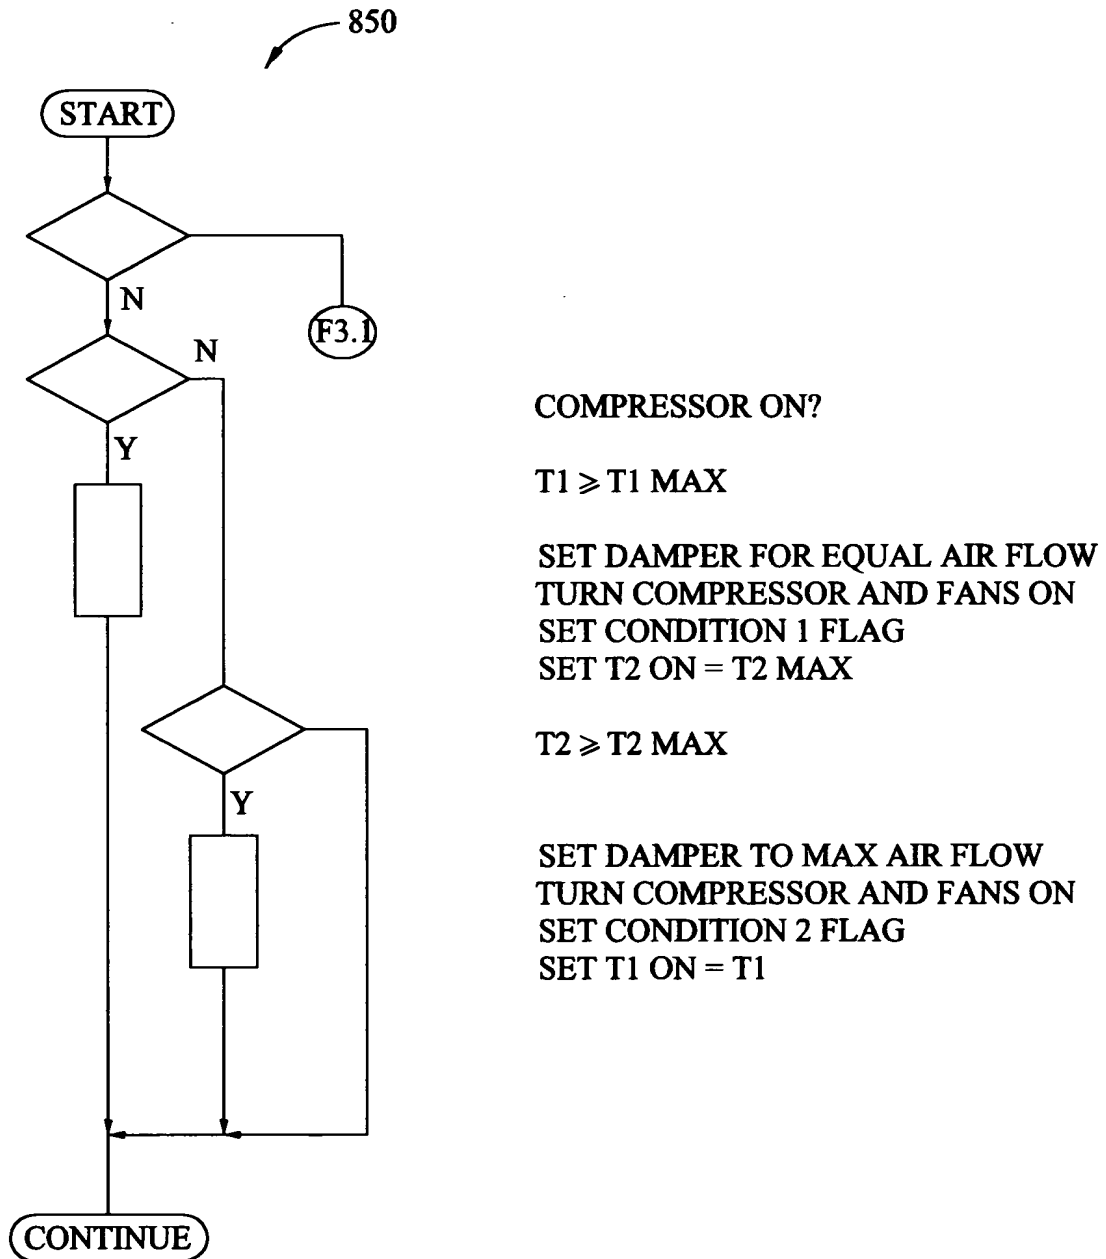 850
START
N
F3.1
N
Y
COMPRESSOR ON?
T1 ⩾ T1 MAX
SET DAMPER FOR EQUAL AIR FLOW
TURN COMPRESSOR AND FANS ON
SET CONDITION 1 FLAG
SET T2 ON = T2 MAX
T2 ⩾ T2 MAX
Y
SET DAMPER TO MAX AIR FLOW
TURN COMPRESSOR AND FANS ON
SET CONDITION 2 FLAG
SET T1 ON = T1
CONTINUE